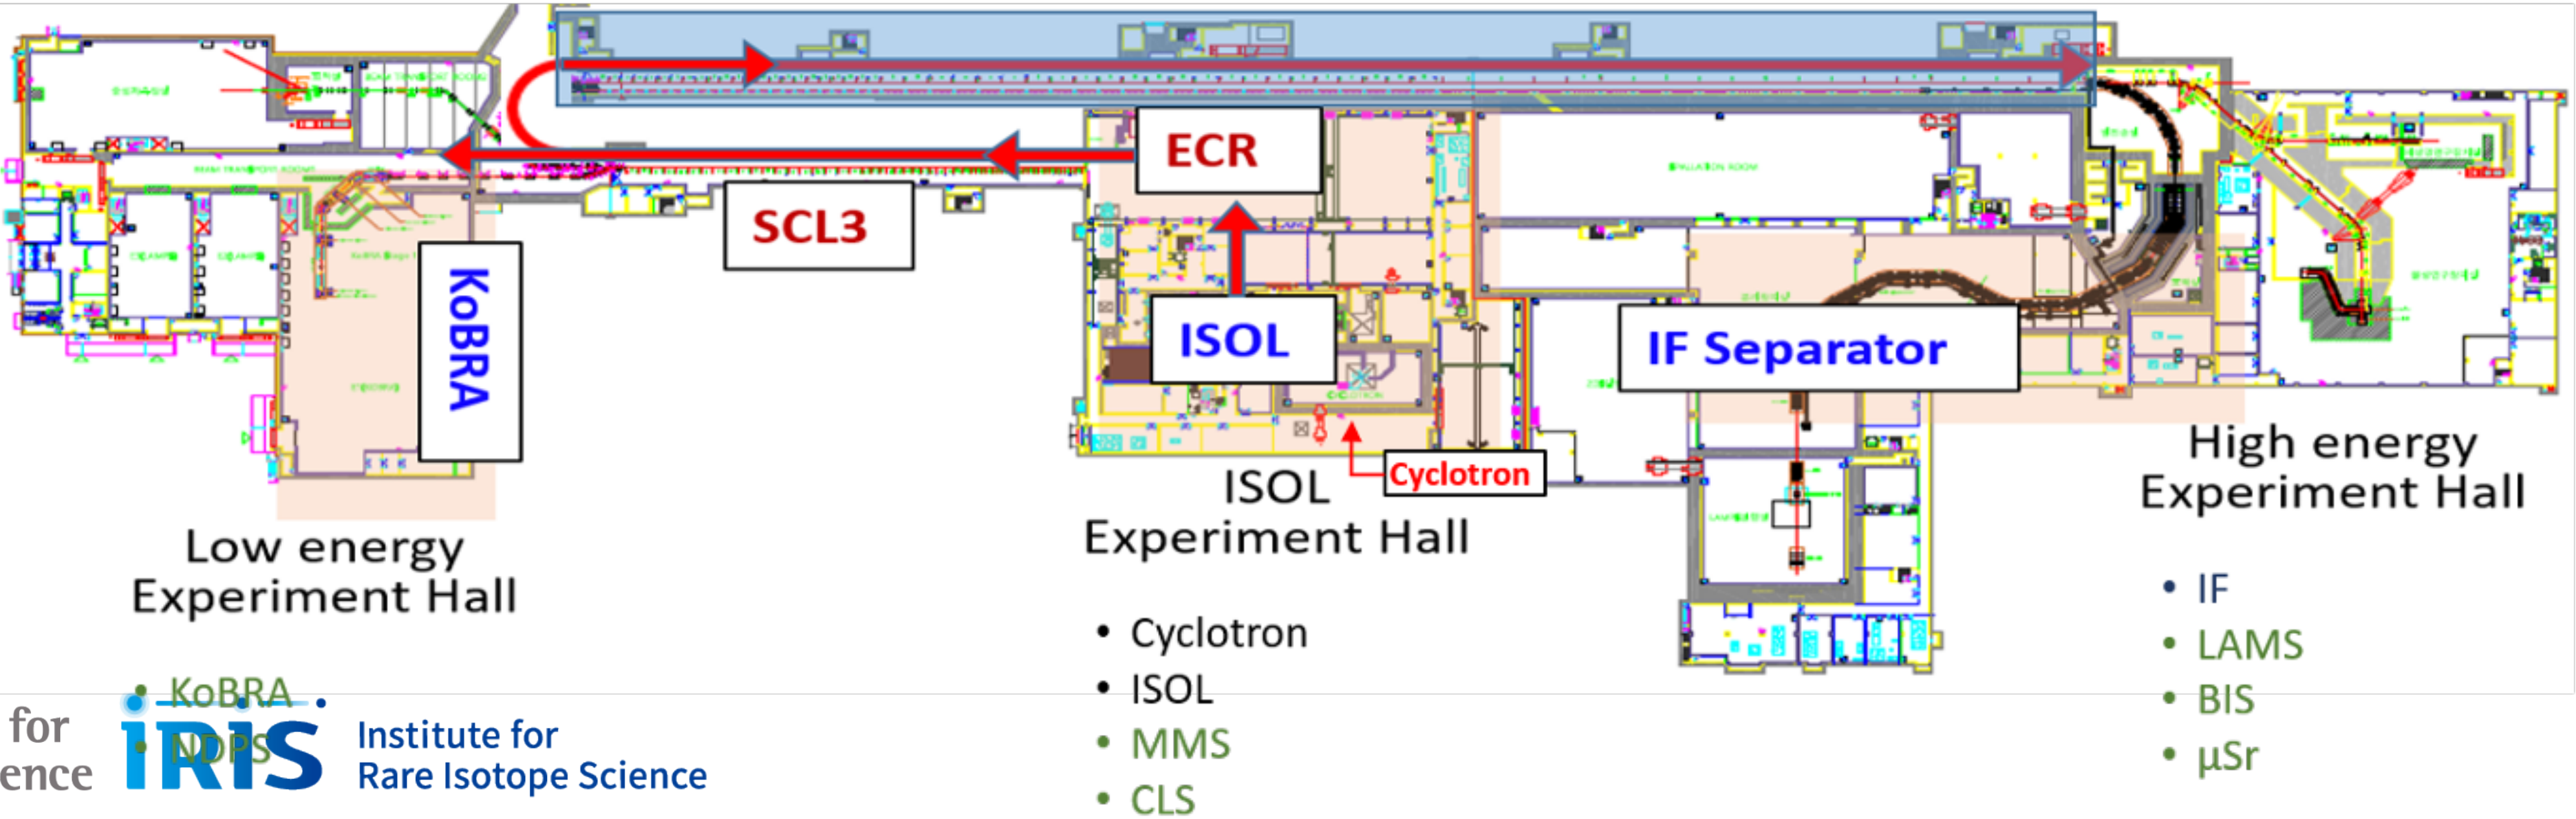 ECR
SCL3
KoBRA
ISOL
IF Separator
Cyclotron
Low energy
Experiment Hall
• KoBRA
• NDPS
ISOL
Experiment Hall
• Cyclotron
• ISOL
• MMS
• CLS
High energy
Experiment Hall
• IF
• LAMS
• BIS
• µSr
for
ence
iRiS
Institute for
Rare Isotope Science